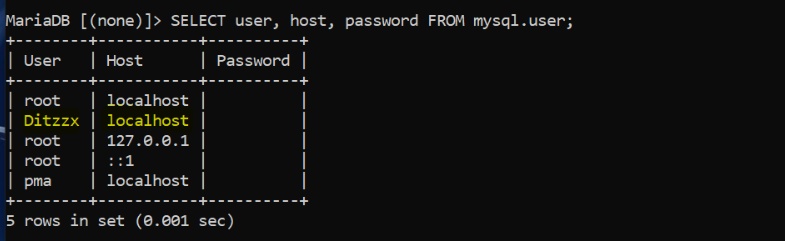 MariaDB [(none)]> SELECT user, host, password FROM mysql.user;
+--------+-----------+----------+
| User   | Host      | Password |
+--------+-----------+----------+
| root   | localhost |          |
| Ditzzx | localhost |          |
| root   | 127.0.0.1 |          |
| root   | ::1       |          |
| pma    | localhost |          |
+--------+-----------+----------+
5 rows in set (0.001 sec)